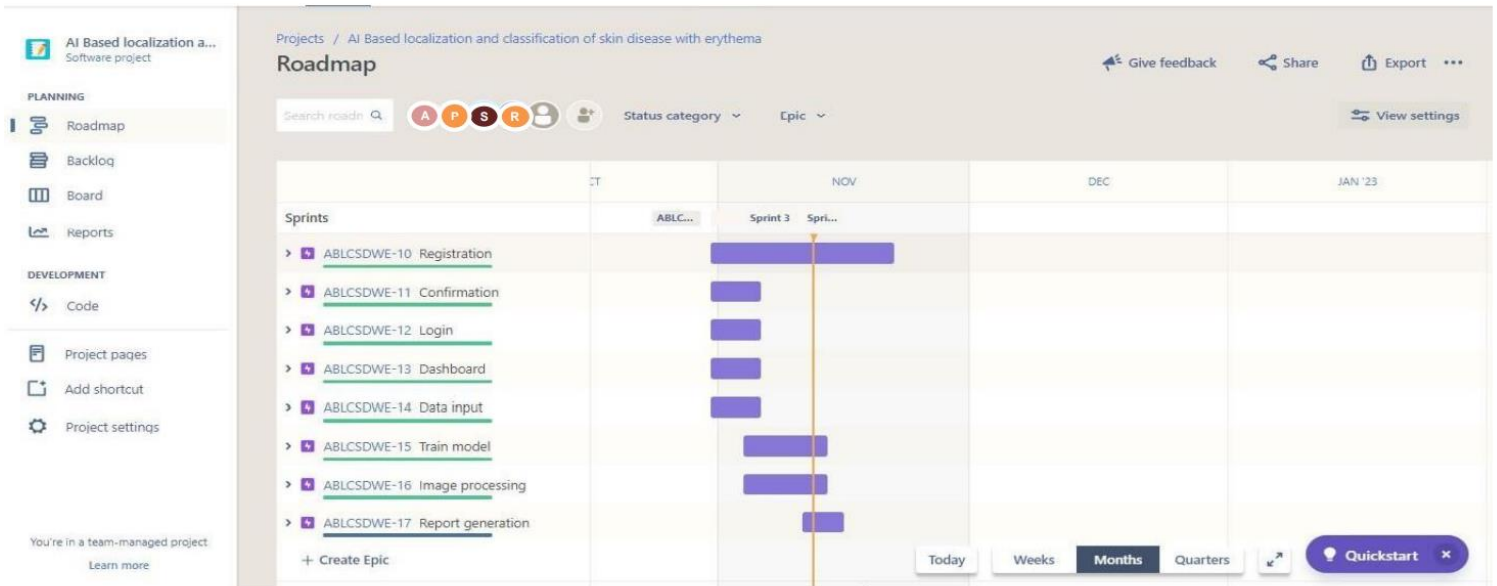 AI Based localization a...
Software project
PLANNING
Roadmap
Backlog
Board
Reports
DEVELOPMENT
Code
Project pages
Add shortcut
Project settings
You're in a team-managed project
Learn more
Projects / AI Based localization and classification of skin disease with erythema
Roadmap
Give feedback
Share
Export
Search roadn
A P S R
Status category
Epic
View settings
CT NOV DEC JAN '23
Sprints ABLC... Sprint 3 Spri...
ABLCSDWE-10 Registration
ABLCSDWE-11 Confirmation
ABLCSDWE-12 Login
ABLCSDWE-13 Dashboard
ABLCSDWE-14 Data input
ABLCSDWE-15 Train model
ABLCSDWE-16 Image processing
ABLCSDWE-17 Report generation
+ Create Epic
Today Weeks Months Quarters
Quickstart